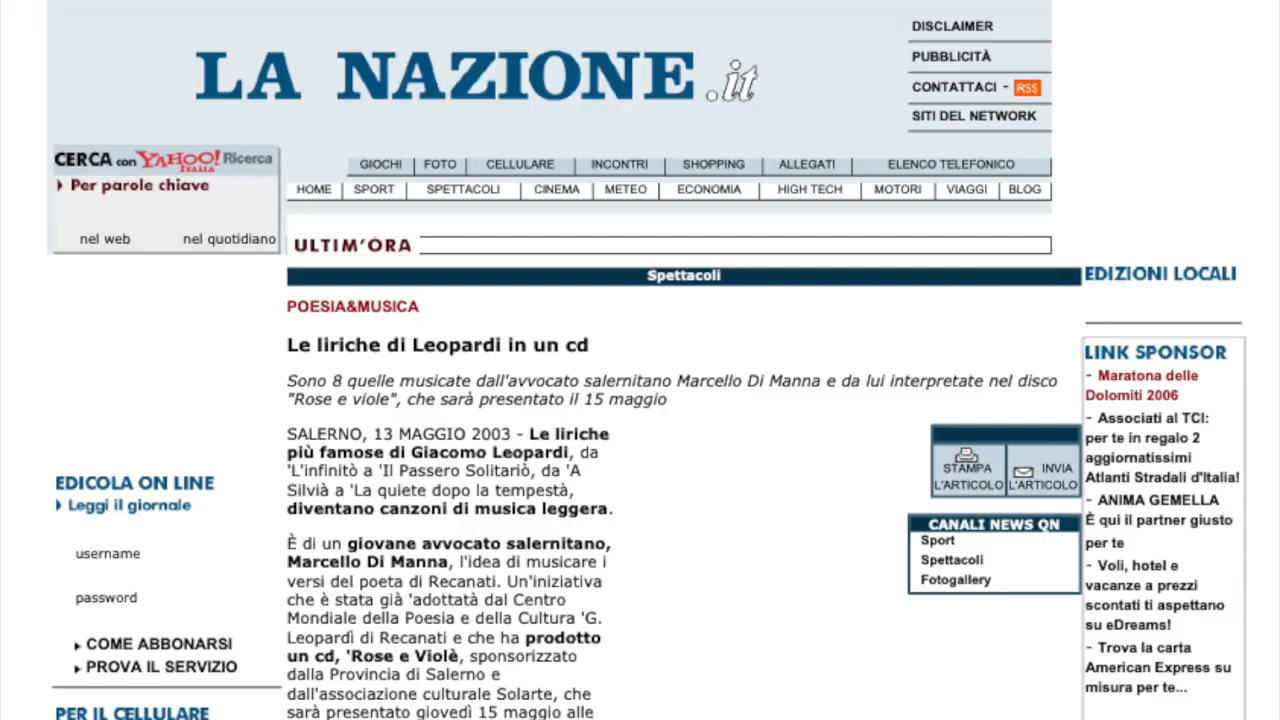 LA NAZIONE.it
DISCLAIMER
PUBBLICITÀ
CONTATTACI - RSS
SITI DEL NETWORK
CERCA con YAHOO! ITALIA Ricerca
Per parole chiave
nel web nel quotidiano
GIOCHI FOTO CELLULARE INCONTRI SHOPPING ALLEGATI ELENCO TELEFONICO
HOME SPORT SPETTACOLI CINEMA METEO ECONOMIA HIGH TECH MOTORI VIAGGI BLOG
ULTIM'ORA
Spettacoli
POESIA&MUSICA
Le liriche di Leopardi in un cd
Sono 8 quelle musicate dall'avvocato salernitano Marcello Di Manna e da lui interpretate nel disco
"Rose e viole", che sarà presentato il 15 maggio
SALERNO, 13 MAGGIO 2003 - Le liriche
più famose di Giacomo Leopardi, da
'L'infinitò a 'Il Passero Solitariò, da 'A
Silvià a 'La quiete dopo la tempestà,
diventano canzoni di musica leggera.
È di un giovane avvocato salernitano,
Marcello Di Manna, l'idea di musicare i
versi del poeta di Recanati. Un'iniziativa
che è stata già 'adottatà dal Centro
Mondiale della Poesia e della Cultura 'G.
Leopardì di Recanati e che ha prodotto
un cd, 'Rose e Violè, sponsorizzato
dalla Provincia di Salerno e
dall'associazione culturale Solarte, che
sarà presentato giovedì 15 maggio alle
STAMPA
L'ARTICOLO
INVIA
L'ARTICOLO
CANALI NEWS QN
Sport
Spettacoli
Fotogallery
EDICOLA ON LINE
Leggi il giornale
username
password
COME ABBONARSI
PROVA IL SERVIZIO
PER IL CELLULARE
EDIZIONI LOCALI
LINK SPONSOR
- Maratona delle
Dolomiti 2006
- Associati al TCI:
per te in regalo 2
aggiornatissimi
Atlanti Stradali d'Italia!
- ANIMA GEMELLA
È qui il partner giusto
per te
- Voli, hotel e
vacanze a prezzi
scontati ti aspettano
su eDreams!
- Trova la carta
American Express su
misura per te...